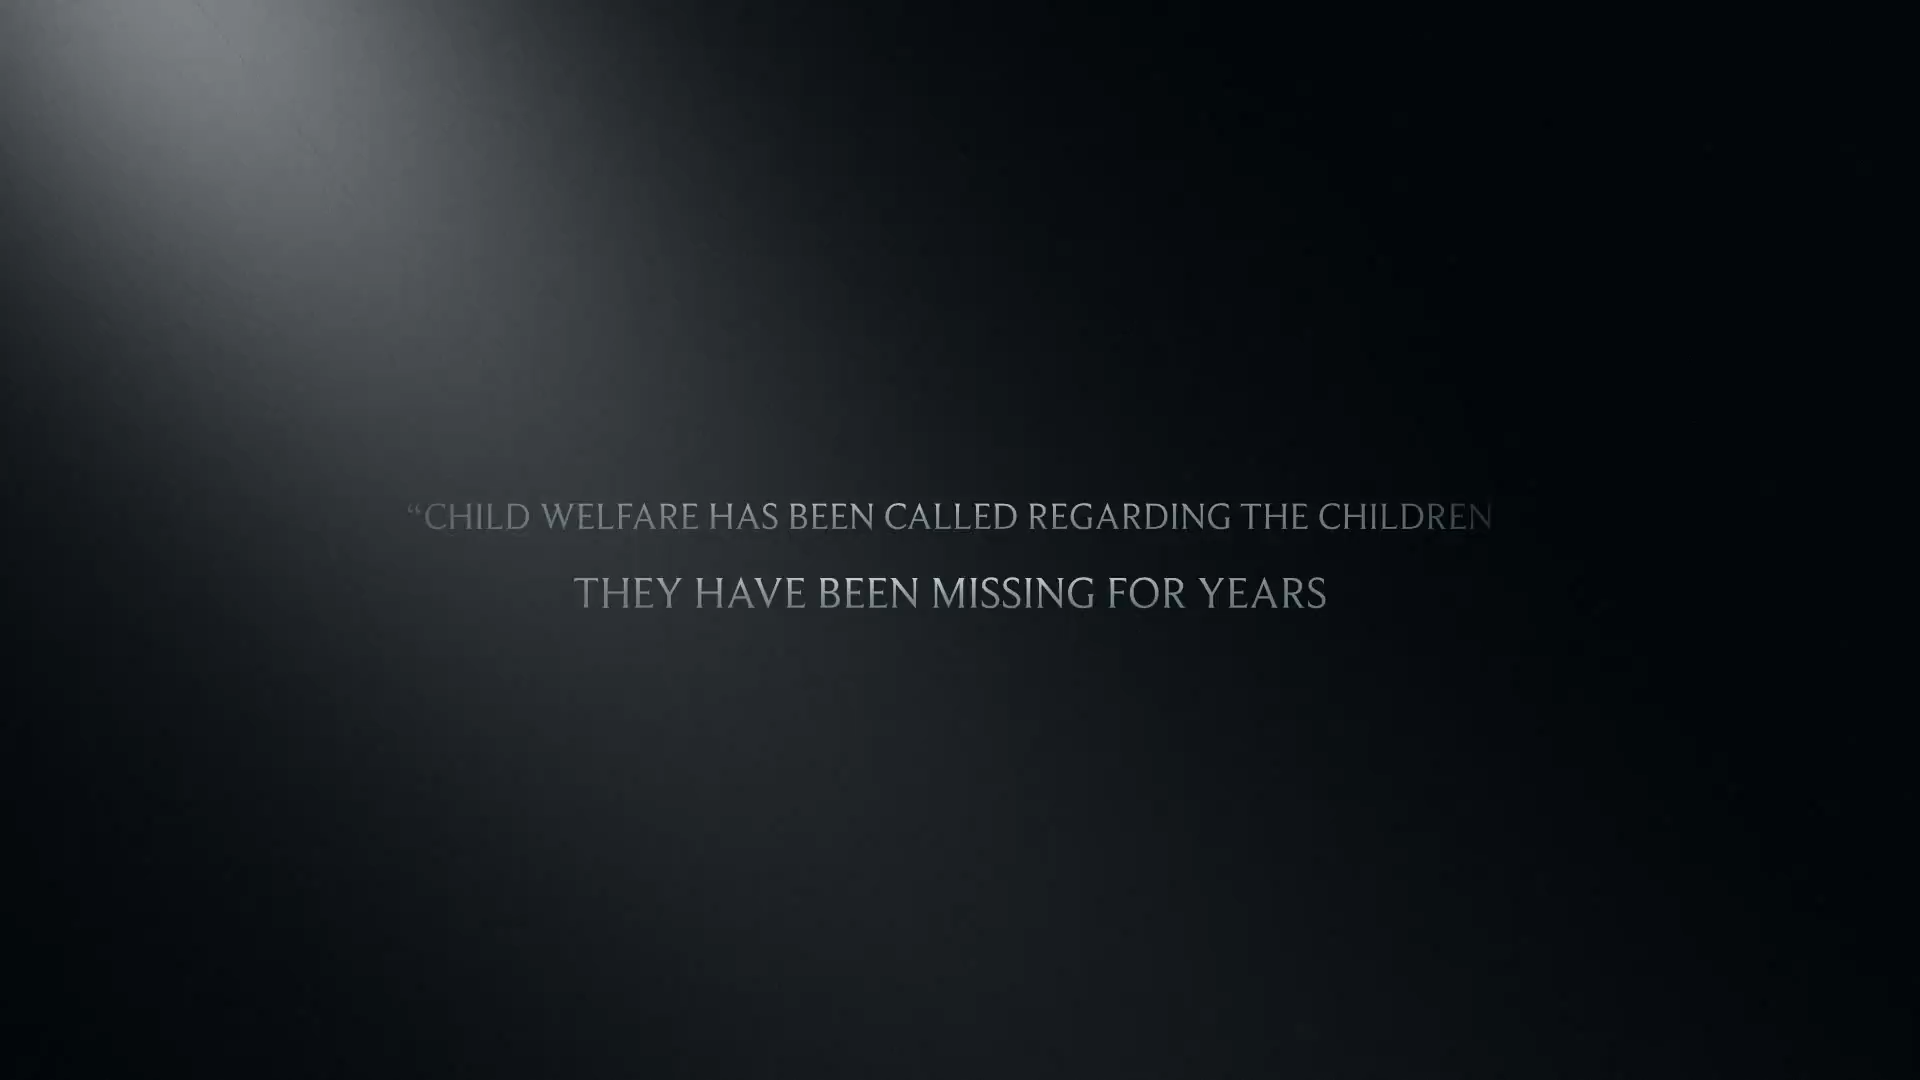 “CHILD WELFARE HAS BEEN CALLED REGARDING THE CHILDREN
THEY HAVE BEEN MISSING FOR YEARS